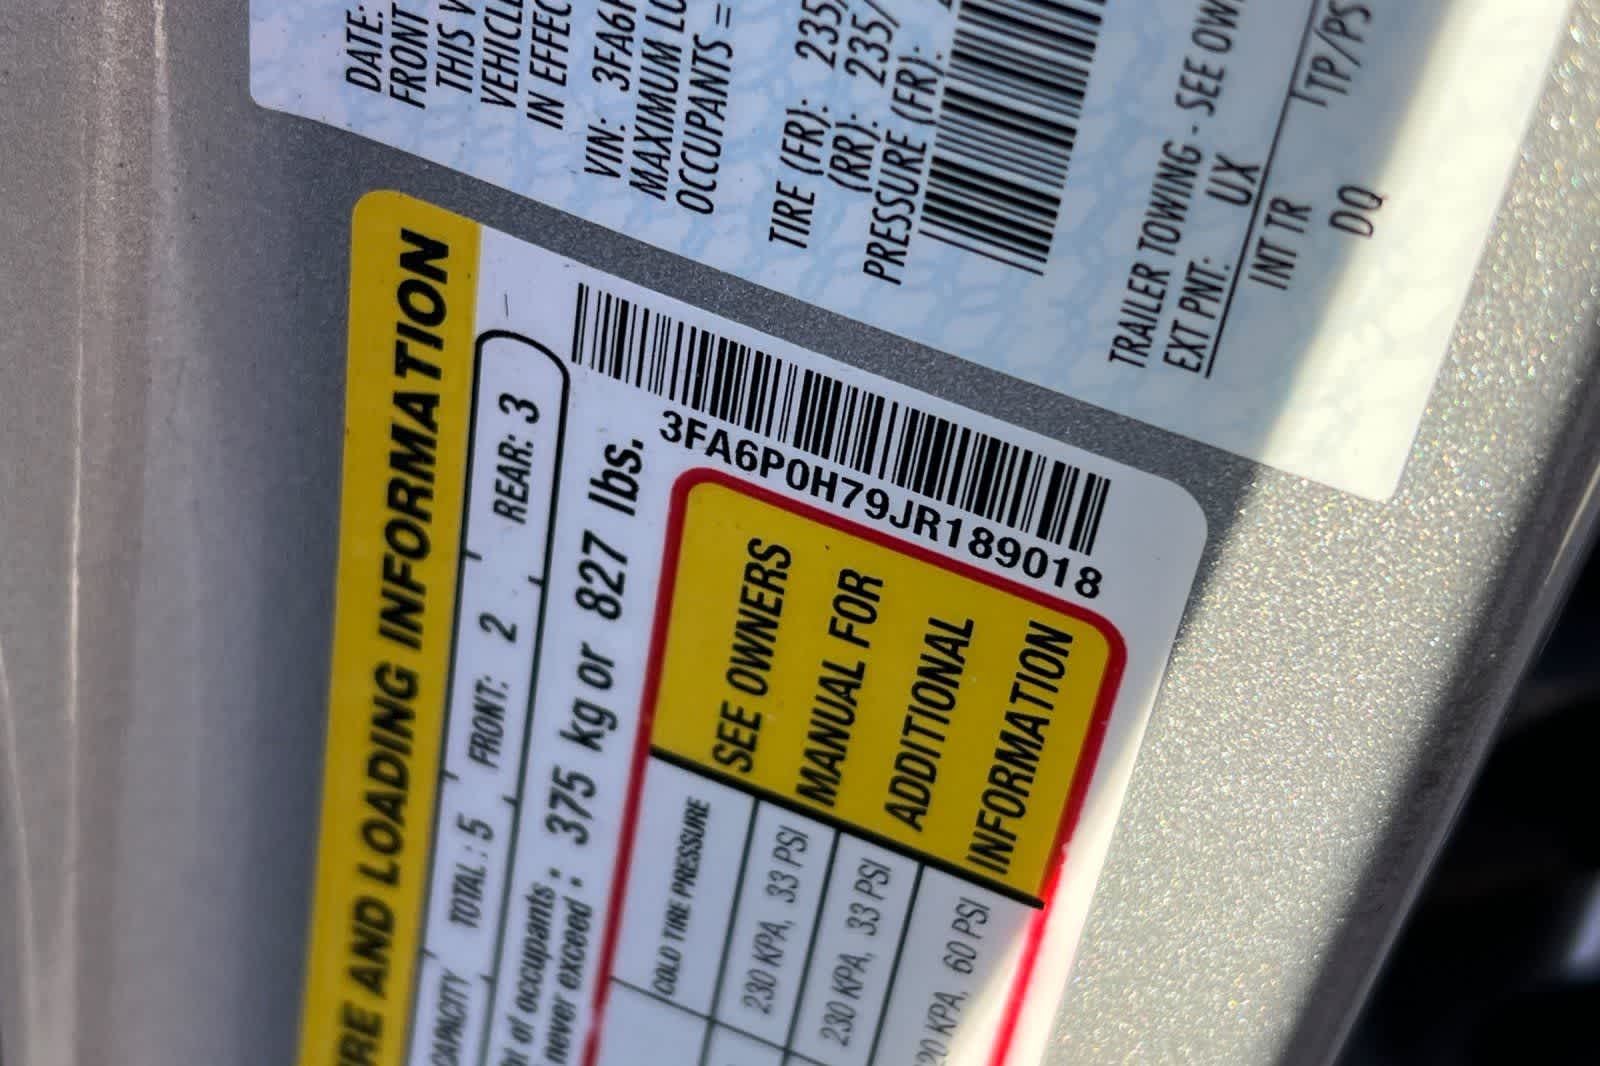 DATE:
FRONT
THIS
VEHICLE
IN EFFEC
VIN: 3FA6
MAXIMUM LO
OCCUPANTS =
TIRE (FR): 235/
(RR): 235/
PRESSURE (FR):
TRAILER TOWING - SEE OW
EXT PNT: UX
INT TR TP/PS
DQ
RE AND LOADING INFORMATION
CAPACITY TOTAL: 5 FRONT: 2 REAR: 3
of occupants
never exceed : 375 kg or 827 lbs.
3FA6P0H79JR189018
COLD TIRE PRESSURE
230 KPA, 33 PSI
230 KPA, 33 PSI
20 KPA, 60 PSI
SEE OWNERS
MANUAL FOR
ADDITIONAL
INFORMATION